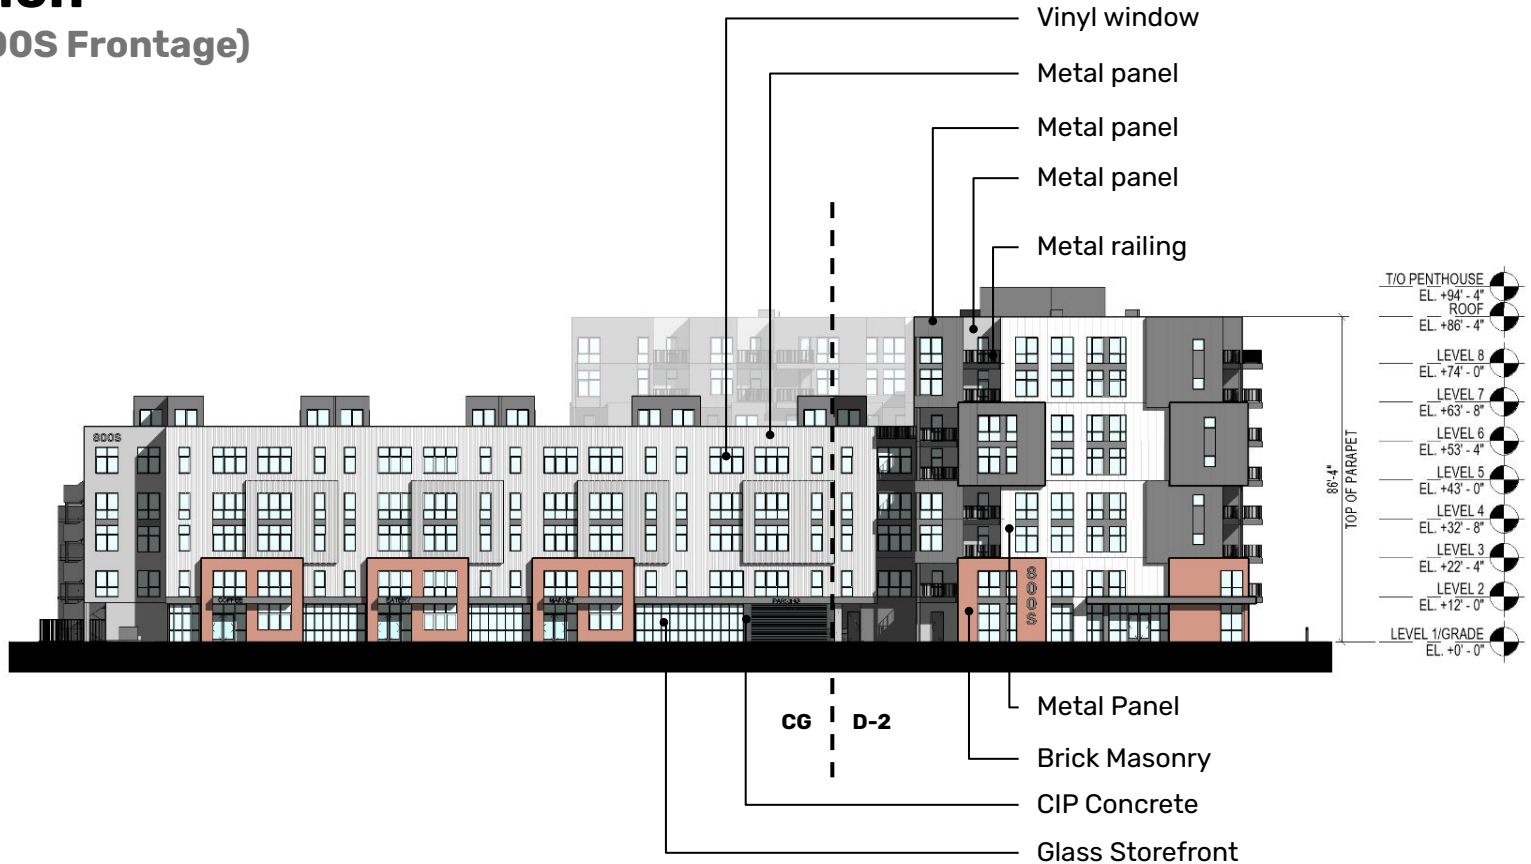 00S Frontage)
Vinyl window
Metal panel
Metal panel
Metal panel
Metal railing
T/O PENTHOUSE
EL. +94' - 4"
ROOF
EL. +86' - 4"
LEVEL 8
EL. +74' - 0"
LEVEL 7
EL. +63' - 8"
LEVEL 6
EL. +53' - 4"
LEVEL 5
EL. +43' - 0"
LEVEL 4
EL. +32' - 8"
LEVEL 3
EL. +22' - 4"
LEVEL 2
EL. +12' - 0"
LEVEL 1/GRADE
EL. +0' - 0"
86'-4"
TOP OF PARAPET
800S
COFFEE
EATERY
MARKET
PARKING
800S
CG
D-2
Metal Panel
Brick Masonry
CIP Concrete
Glass Storefront